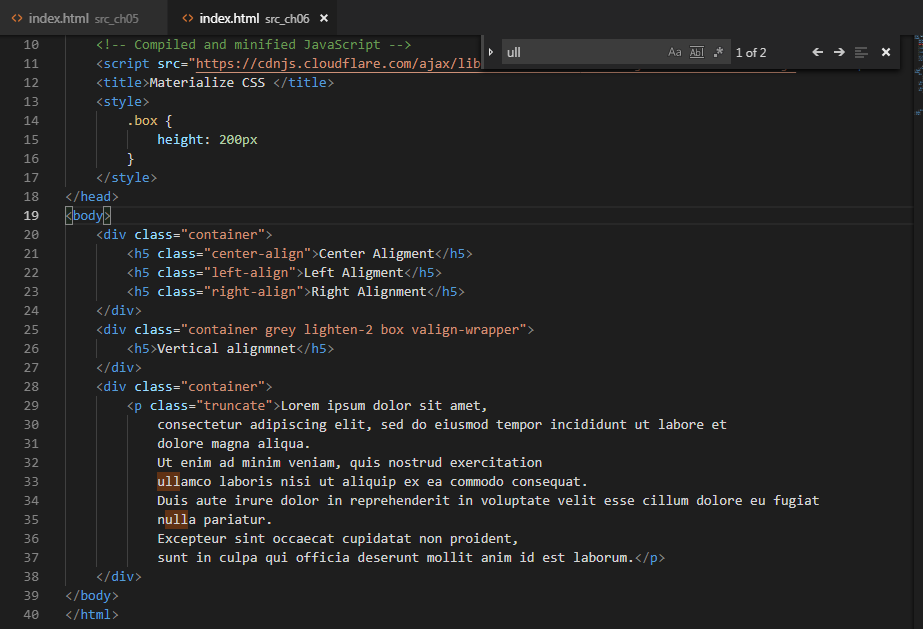 <> index.html src_ch05
<> index.html src_ch06 ×
ull Aa Abl .* 1 of 2
10 <!-- Compiled and minified JavaScript -->
11 <script src="https://cdnjs.cloudflare.com/ajax/lib
12 <title>Materialize CSS </title>
13 <style>
14 .box {
15 height: 200px
16 }
17 </style>
18 </head>
19 <body>
20 <div class="container">
21 <h5 class="center-align">Center Aligment</h5>
22 <h5 class="left-align">Left Aligment</h5>
23 <h5 class="right-align">Right Alignment</h5>
24 </div>
25 <div class="container grey lighten-2 box valign-wrapper">
26 <h5>Vertical alignmnet</h5>
27 </div>
28 <div class="container">
29 <p class="truncate">Lorem ipsum dolor sit amet,
30 consectetur adipiscing elit, sed do eiusmod tempor incididunt ut labore et
31 dolore magna aliqua.
32 Ut enim ad minim veniam, quis nostrud exercitation
33 ullamco laboris nisi ut aliquip ex ea commodo consequat.
34 Duis aute irure dolor in reprehenderit in voluptate velit esse cillum dolore eu fugiat
35 nulla pariatur.
36 Excepteur sint occaecat cupidatat non proident,
37 sunt in culpa qui officia deserunt mollit anim id est laborum.</p>
38 </div>
39 </body>
40 </html>